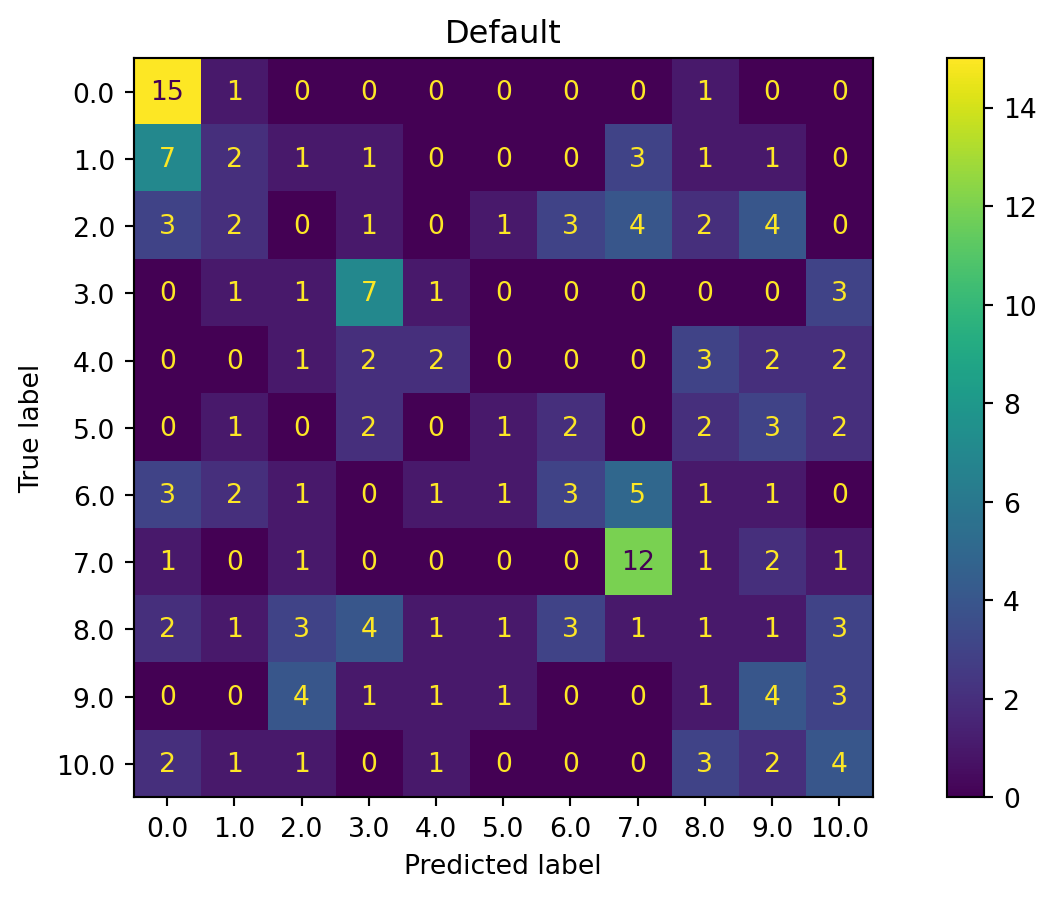 Default
0.0 15 1 0 0 0 0 0 0 1 0 0
1.0 7 2 1 1 0 0 0 3 1 1 0
2.0 3 2 0 1 0 1 3 4 2 4 0
3.0 0 1 1 7 1 0 0 0 0 0 3
4.0 0 0 1 2 2 0 0 0 3 2 2
5.0 0 1 0 2 0 1 2 0 2 3 2
6.0 3 2 1 0 1 1 3 5 1 1 0
7.0 1 0 1 0 0 0 0 12 1 2 1
8.0 2 1 3 4 1 1 3 1 1 1 3
9.0 0 0 4 1 1 1 0 0 1 4 3
10.0 2 1 1 0 1 0 0 0 3 2 4
0.0 1.0 2.0 3.0 4.0 5.0 6.0 7.0 8.0 9.0 10.0
Predicted label
True label
14
12
10
8
6
4
2
0